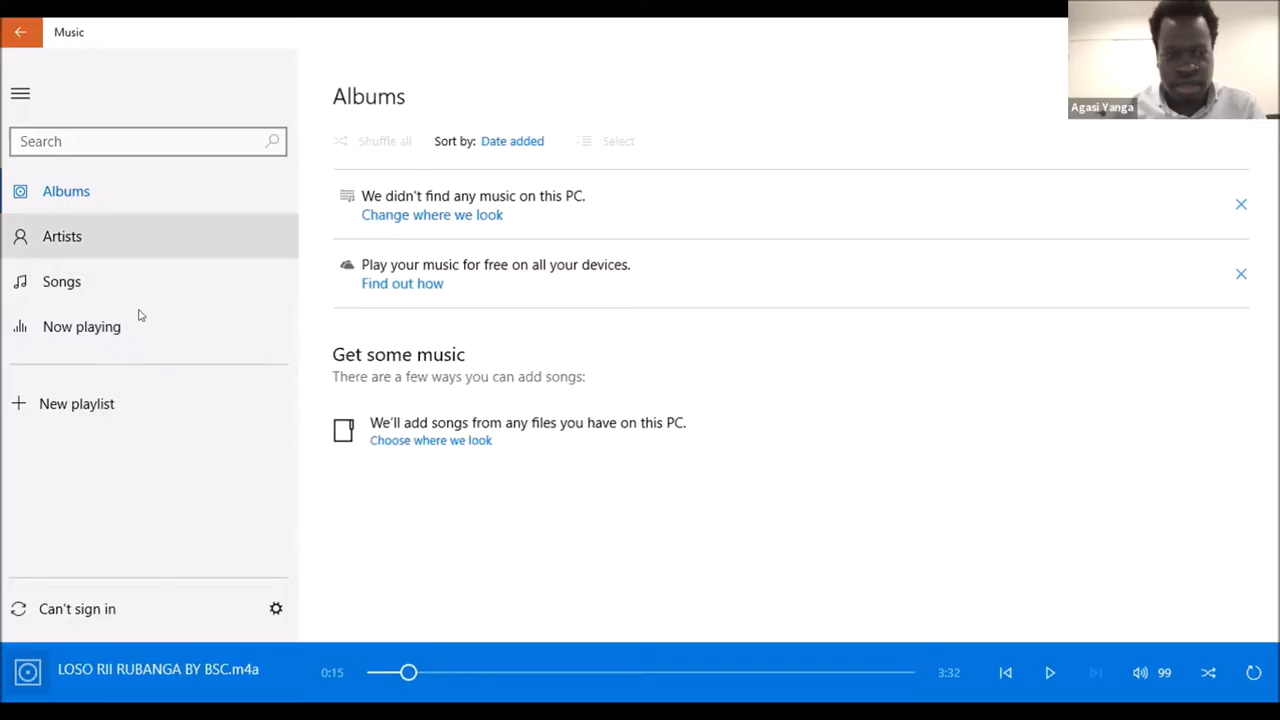 Music
Agasi Yanga
Search
Albums
Artists
Songs
Now playing
New playlist
Can't sign in
Albums
Shuffle all
Sort by: Date added
Select
We didn't find any music on this PC.
Change where we look
Play your music for free on all your devices.
Find out how
Get some music
There are a few ways you can add songs:
We'll add songs from any files you have on this PC.
Choose where we look
LOSO RII RUBANGA BY BSC.m4a
0:15
3:32
99